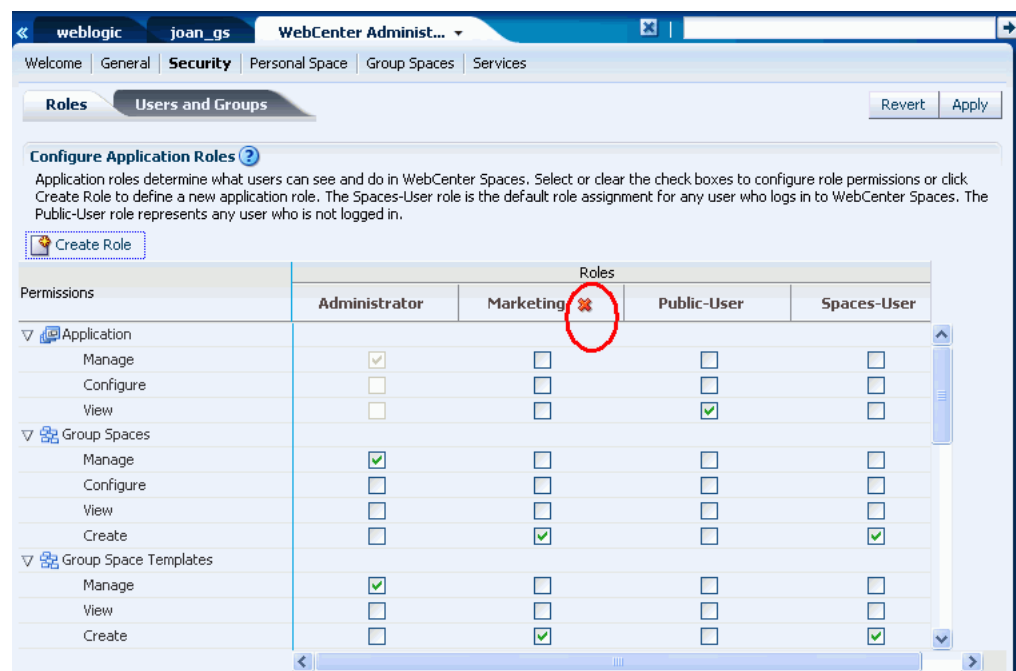 « weblogic joan_gs WebCenter Administ...
Welcome General Security Personal Space Group Spaces Services
Roles Users and Groups Revert Apply
Configure Application Roles ?
Application roles determine what users can see and do in WebCenter Spaces. Select or clear the check boxes to configure role permissions or click
Create Role to define a new application role. The Spaces-User role is the default role assignment for any user who logs in to WebCenter Spaces. The
Public-User role represents any user who is not logged in.
Create Role
Roles
Permissions
Administrator Marketing Public-User Spaces-User
Application
Manage
Configure
View
Group Spaces
Manage
Configure
View
Create
Group Space Templates
Manage
View
Create